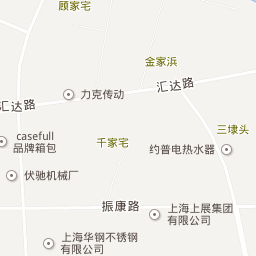 顾家宅
金家浜
汇达路
力克传动
汇达路
三埭头
casefull
品牌箱包
千家宅
约普电热水器
伏驰机械厂
振康路
上海上展集团
有限公司
上海华钢不锈钢
有限公司